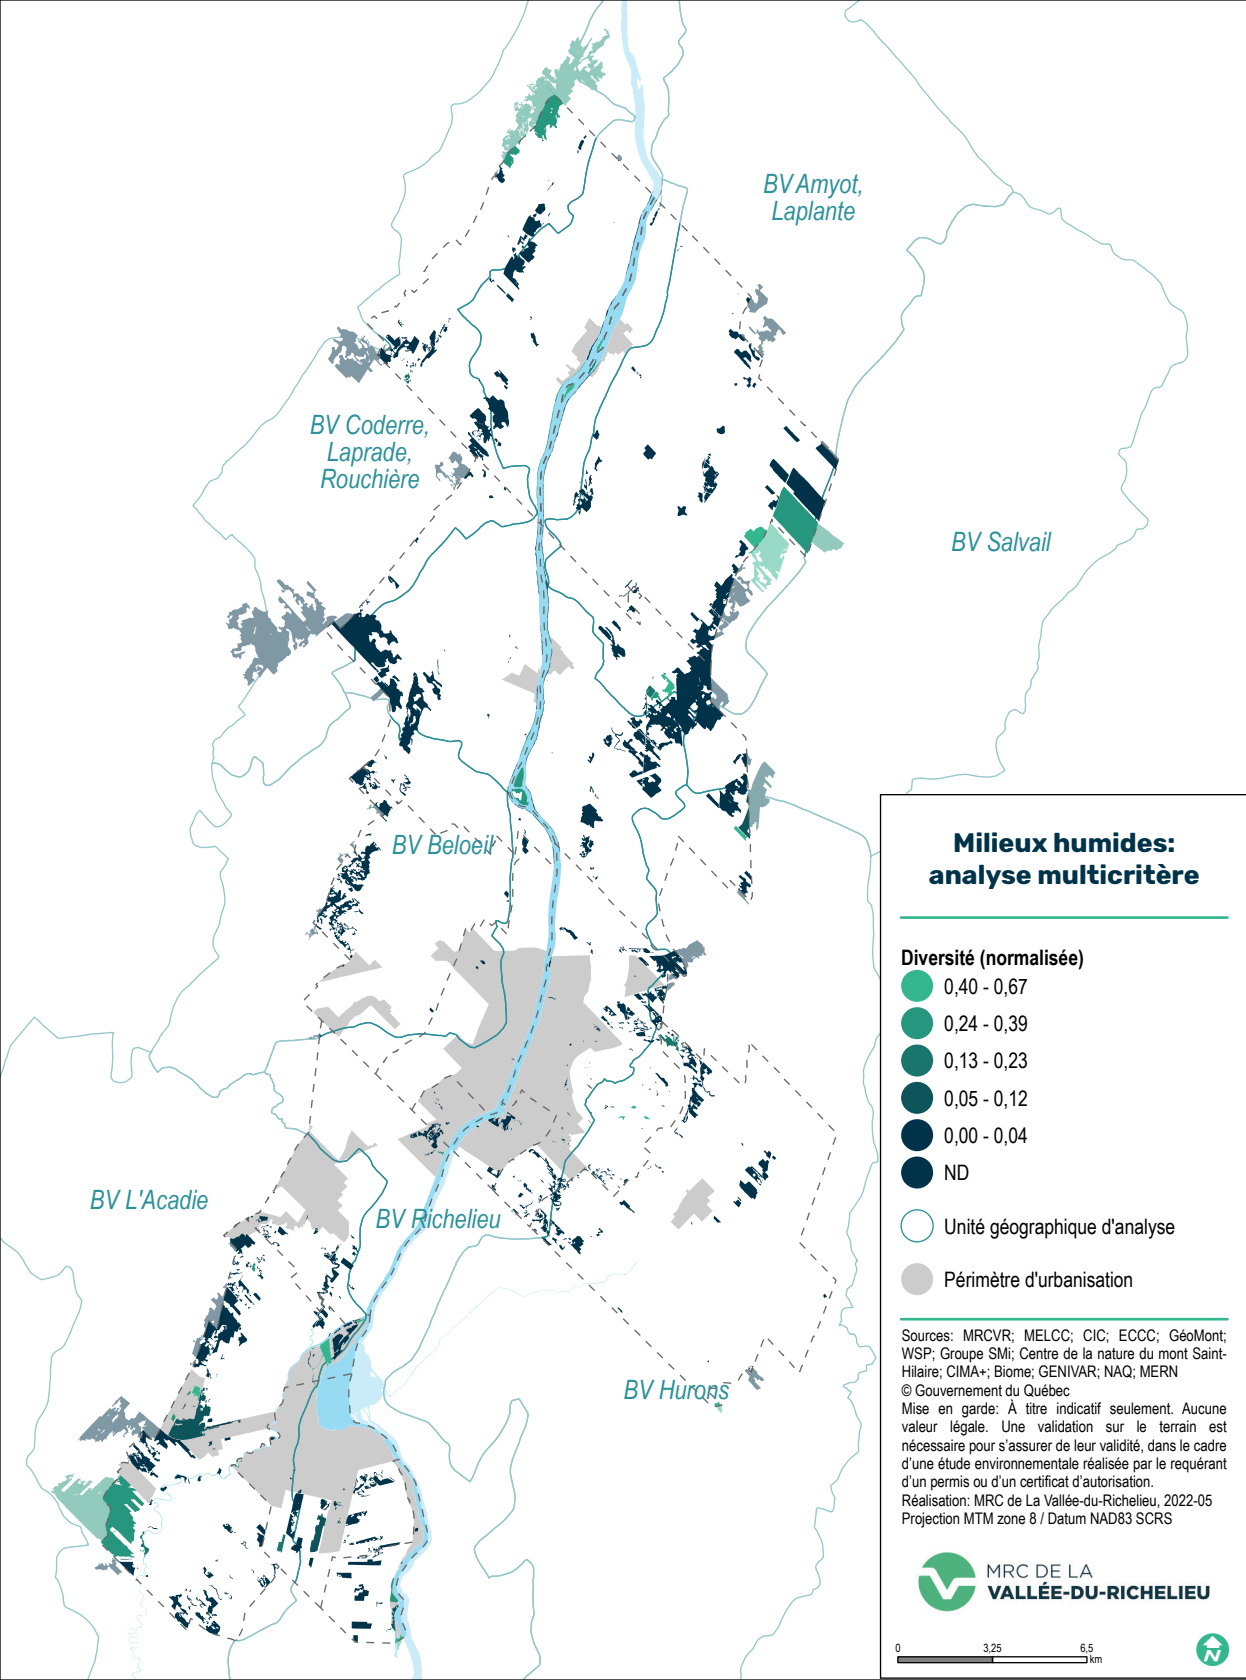 BV Amyot,
Laplante
BV Coderre,
Laprade,
Rouchière
BV Salvail
BV Beloeil
BV L'Acadie
BV Richelieu
BV Hurons
Milieux humides:
analyse multicritère
Diversité (normalisée)
0,40 - 0,67
0,24 - 0,39
0,13 - 0,23
0,05 - 0,12
0,00 - 0,04
ND
Unité géographique d'analyse
Périmètre d'urbanisation
Sources: MRCVR; MELCC; CIC; ECCC; GéoMont;
WSP; Groupe SMi; Centre de la nature du mont Saint-
Hilaire; CIMA+; Biome; GENIVAR; NAQ; MERN
© Gouvernement du Québec
Mise en garde: À titre indicatif seulement. Aucune
valeur légale. Une validation sur le terrain est
nécessaire pour s'assurer de leur validité, dans le cadre
d'une étude environnementale réalisée par le requérant
d'un permis ou d'un certificat d'autorisation.
Réalisation: MRC de La Vallée-du-Richelieu, 2022-05
Projection MTM zone 8 / Datum NAD83 SCRS
MRC DE LA
VALLÉE-DU-RICHELIEU
0 3,25 6,5
km
N